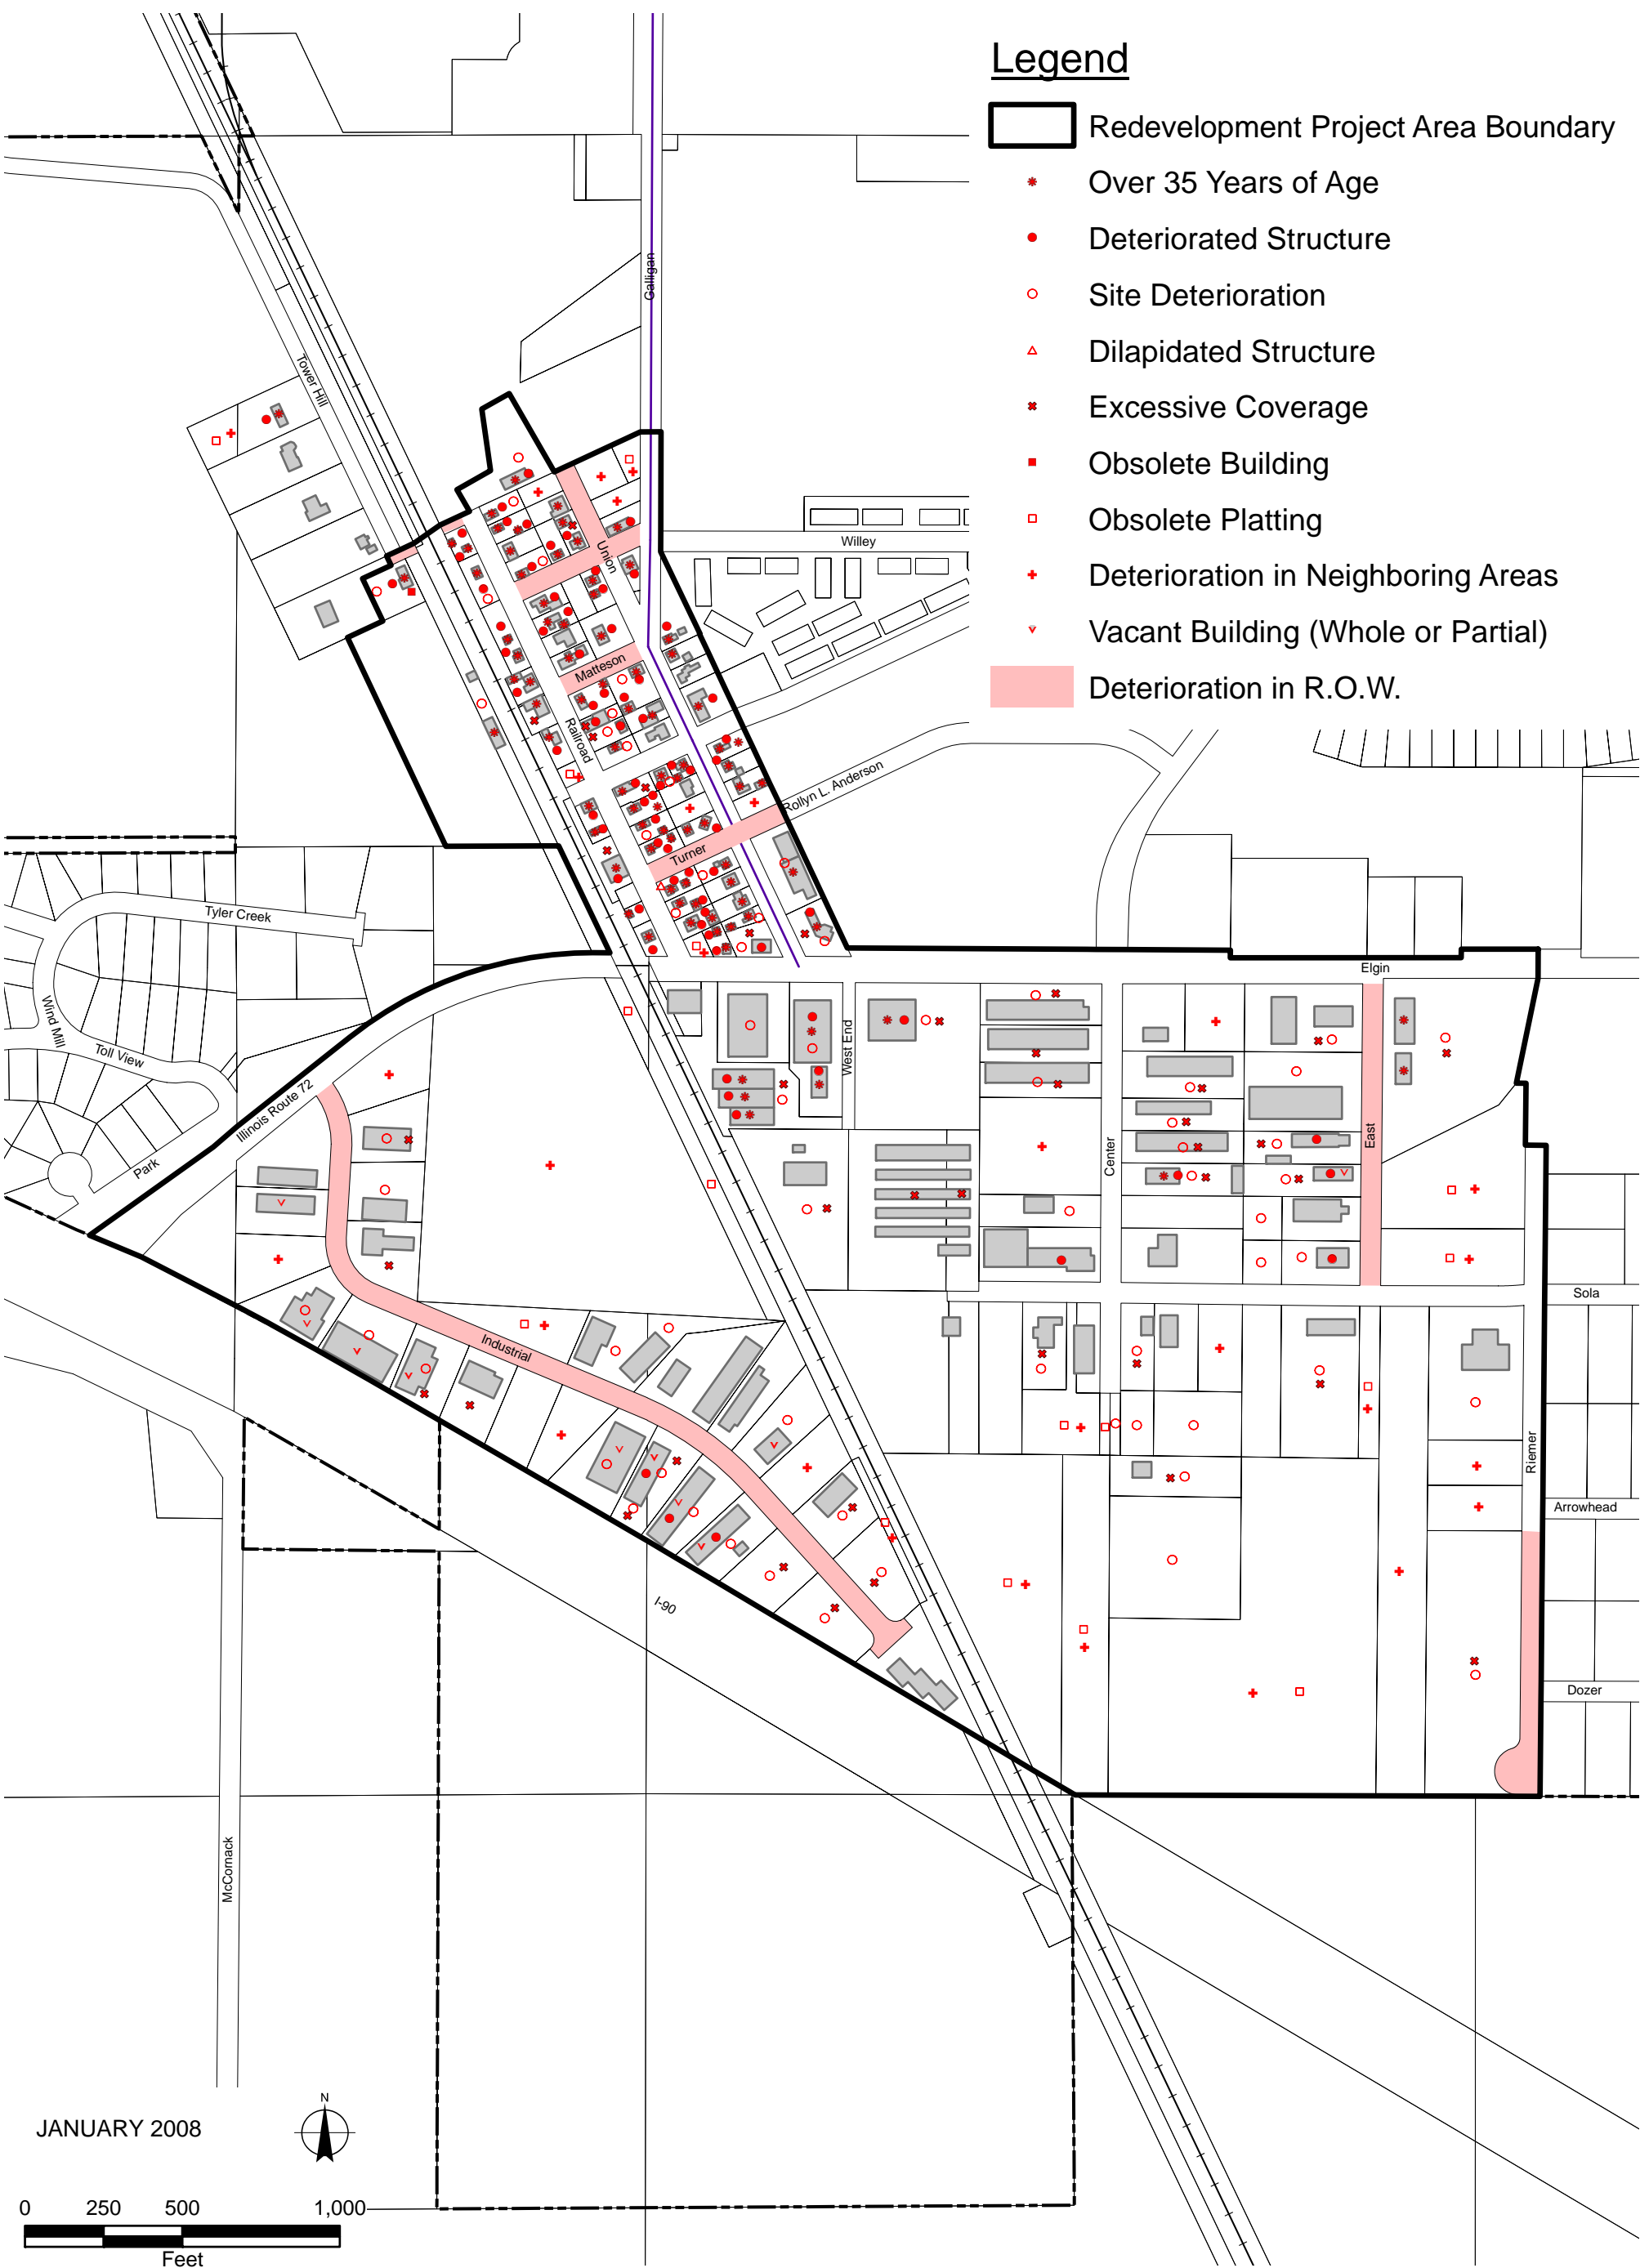 Legend
Redevelopment Project Area Boundary
Over 35 Years of Age
Deteriorated Structure
Site Deterioration
Dilapidated Structure
Excessive Coverage
Obsolete Building
Obsolete Platting
Deterioration in Neighboring Areas
Vacant Building (Whole or Partial)
Deterioration in R.O.W.
Galligan
Tower Hill
Willey
Union
Matteson
Railroad
Rollyn L. Anderson
Turner
Tyler Creek
Elgin
Wind Mill
Toll View
West End
Illinois Route 72
Park
Center
East
Sola
Industrial
Riemer
Arrowhead
I-90
Dozer
McCornack
JANUARY 2008
N
0 250 500 1,000
Feet